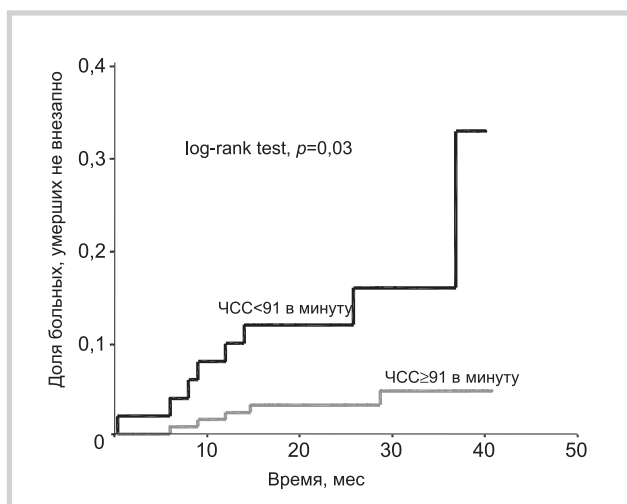 Доля больных, умерших не внезапно
0,4
0,3
0,2
0,1
0
log-rank test, p=0,03
ЧСС<91 в минуту
ЧСС≥91 в минуту
10
20
30
40
50
Время, мес